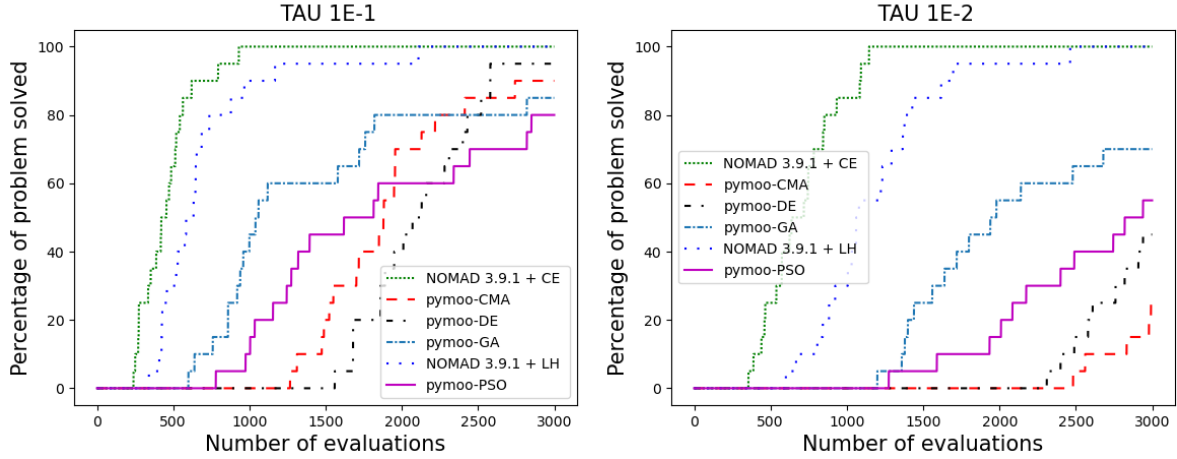 TAU 1E-1
Percentage of problem solved
100
80
60
40
20
0
NOMAD 3.9.1 + CE
pymoo-CMA
pymoo-DE
pymoo-GA
NOMAD 3.9.1 + LH
pymoo-PSO
0 500 1000 1500 2000 2500 3000
Number of evaluations
TAU 1E-2
Percentage of problem solved
100
80
60
40
20
0
NOMAD 3.9.1 + CE
pymoo-CMA
pymoo-DE
pymoo-GA
NOMAD 3.9.1 + LH
pymoo-PSO
0 500 1000 1500 2000 2500 3000
Number of evaluations